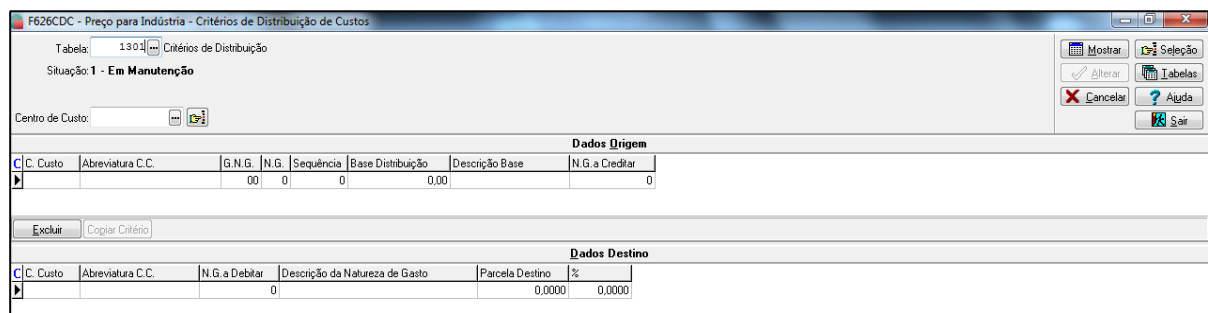 F626CDC - Preço para Indústria - Critérios de Distribuição de Custos
Tabela: 1301 ... Critérios de Distribuição
Situação: 1 - Em Manutenção
Centro de Custo: ...
Mostrar Seleção
Alterar Tabelas
Cancelar Ajuda
Sair
Dados Origem
C C. Custo Abreviatura C.C. G.N.G. N.G. Sequência Base Distribuição Descrição Base N.G.a Creditar
00 0 0 0,00 0
Excluir Copiar Critério
Dados Destino
C C. Custo Abreviatura C.C. N.G.a Debitar Descrição da Natureza de Gasto Parcela Destino %
0 0,0000 0,0000